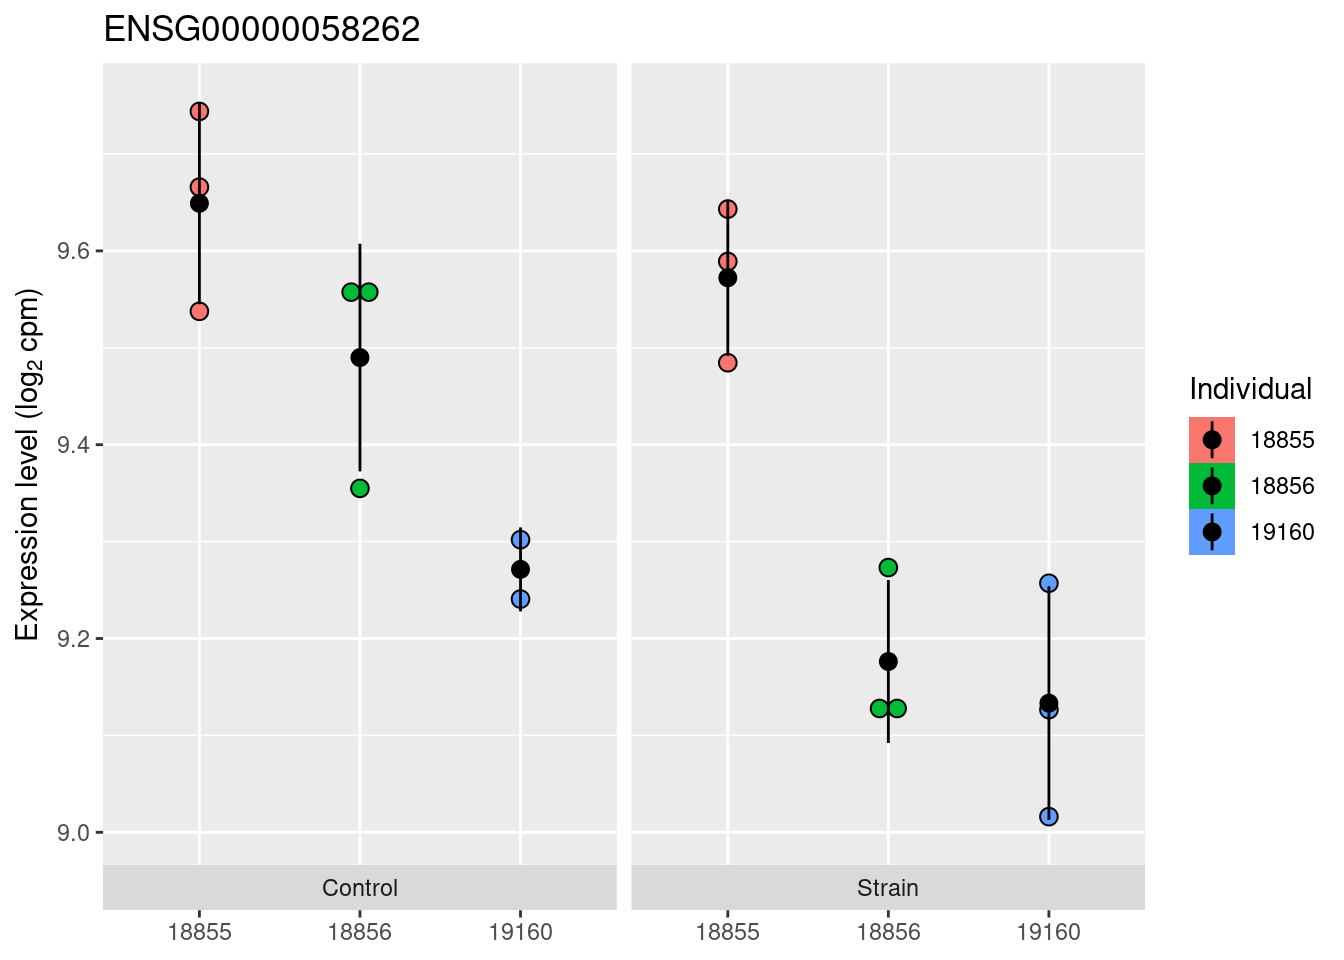 ENSG00000058262
Expression level (log₂ cpm)
9.6
9.4
9.2
9.0
Control
Strain
18855
18856
19160
18855
18856
19160
Individual
18855
18856
19160